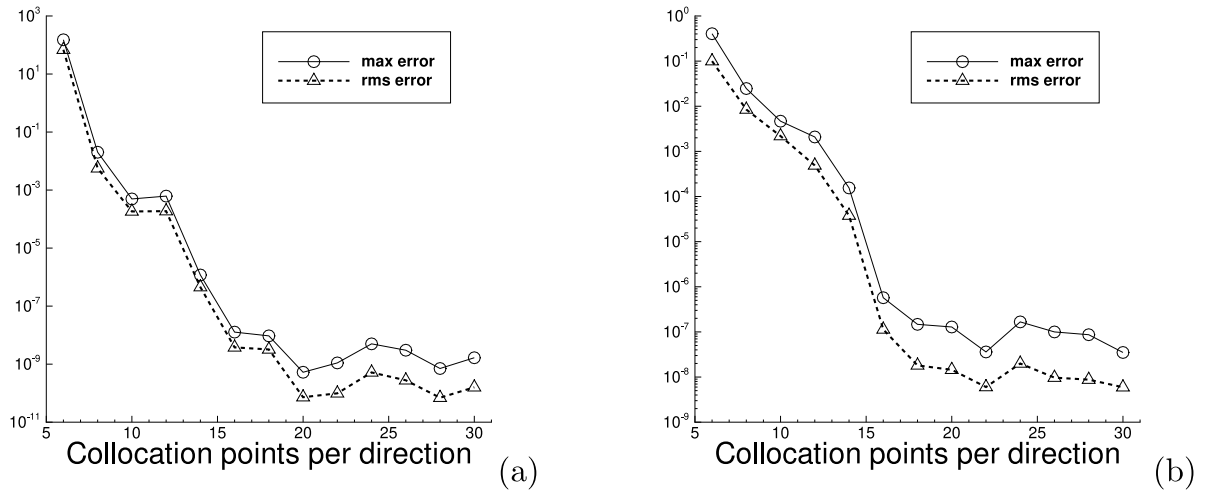 10^3
10^1
10^-1
10^-3
10^-5
10^-7
10^-9
10^-11
max error
rms error
5 10 15 20 25 30
Collocation points per direction
(a)
10^0
10^-1
10^-2
10^-3
10^-4
10^-5
10^-6
10^-7
10^-8
10^-9
max error
rms error
5 10 15 20 25 30
Collocation points per direction
(b)